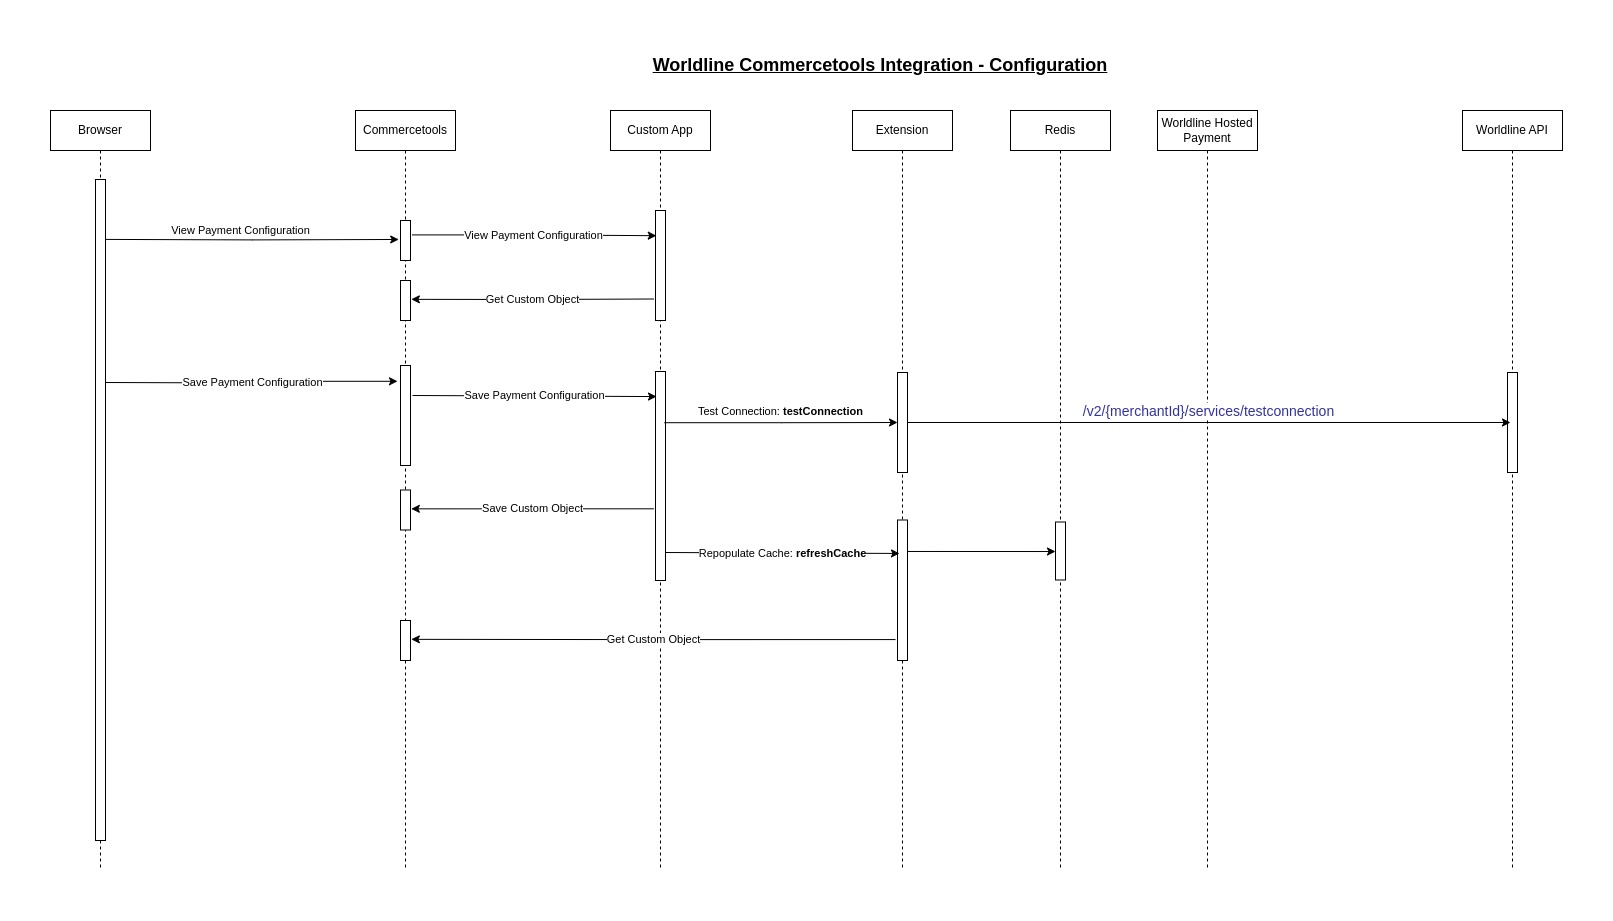 Worldline Commercetools Integration - Configuration
Browser
Commercetools
Custom App
Extension
Redis
Worldline Hosted
Payment
Worldline API
View Payment Configuration
View Payment Configuration
Get Custom Object
Save Payment Configuration
Save Payment Configuration
Test Connection: testConnection
/v2/{merchantId}/services/testconnection
Save Custom Object
Repopulate Cache: refreshCache
Get Custom Object